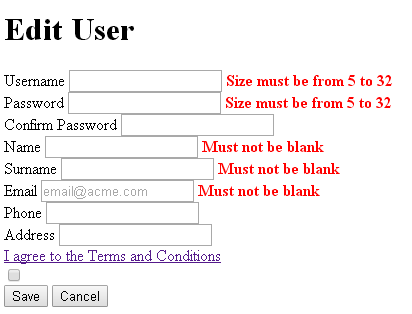 Edit User
Username Size must be from 5 to 32
Password Size must be from 5 to 32
Confirm Password
Name Must not be blank
Surname Must not be blank
Email email@acme.com Must not be blank
Phone
Address
I agree to the Terms and Conditions
Save Cancel